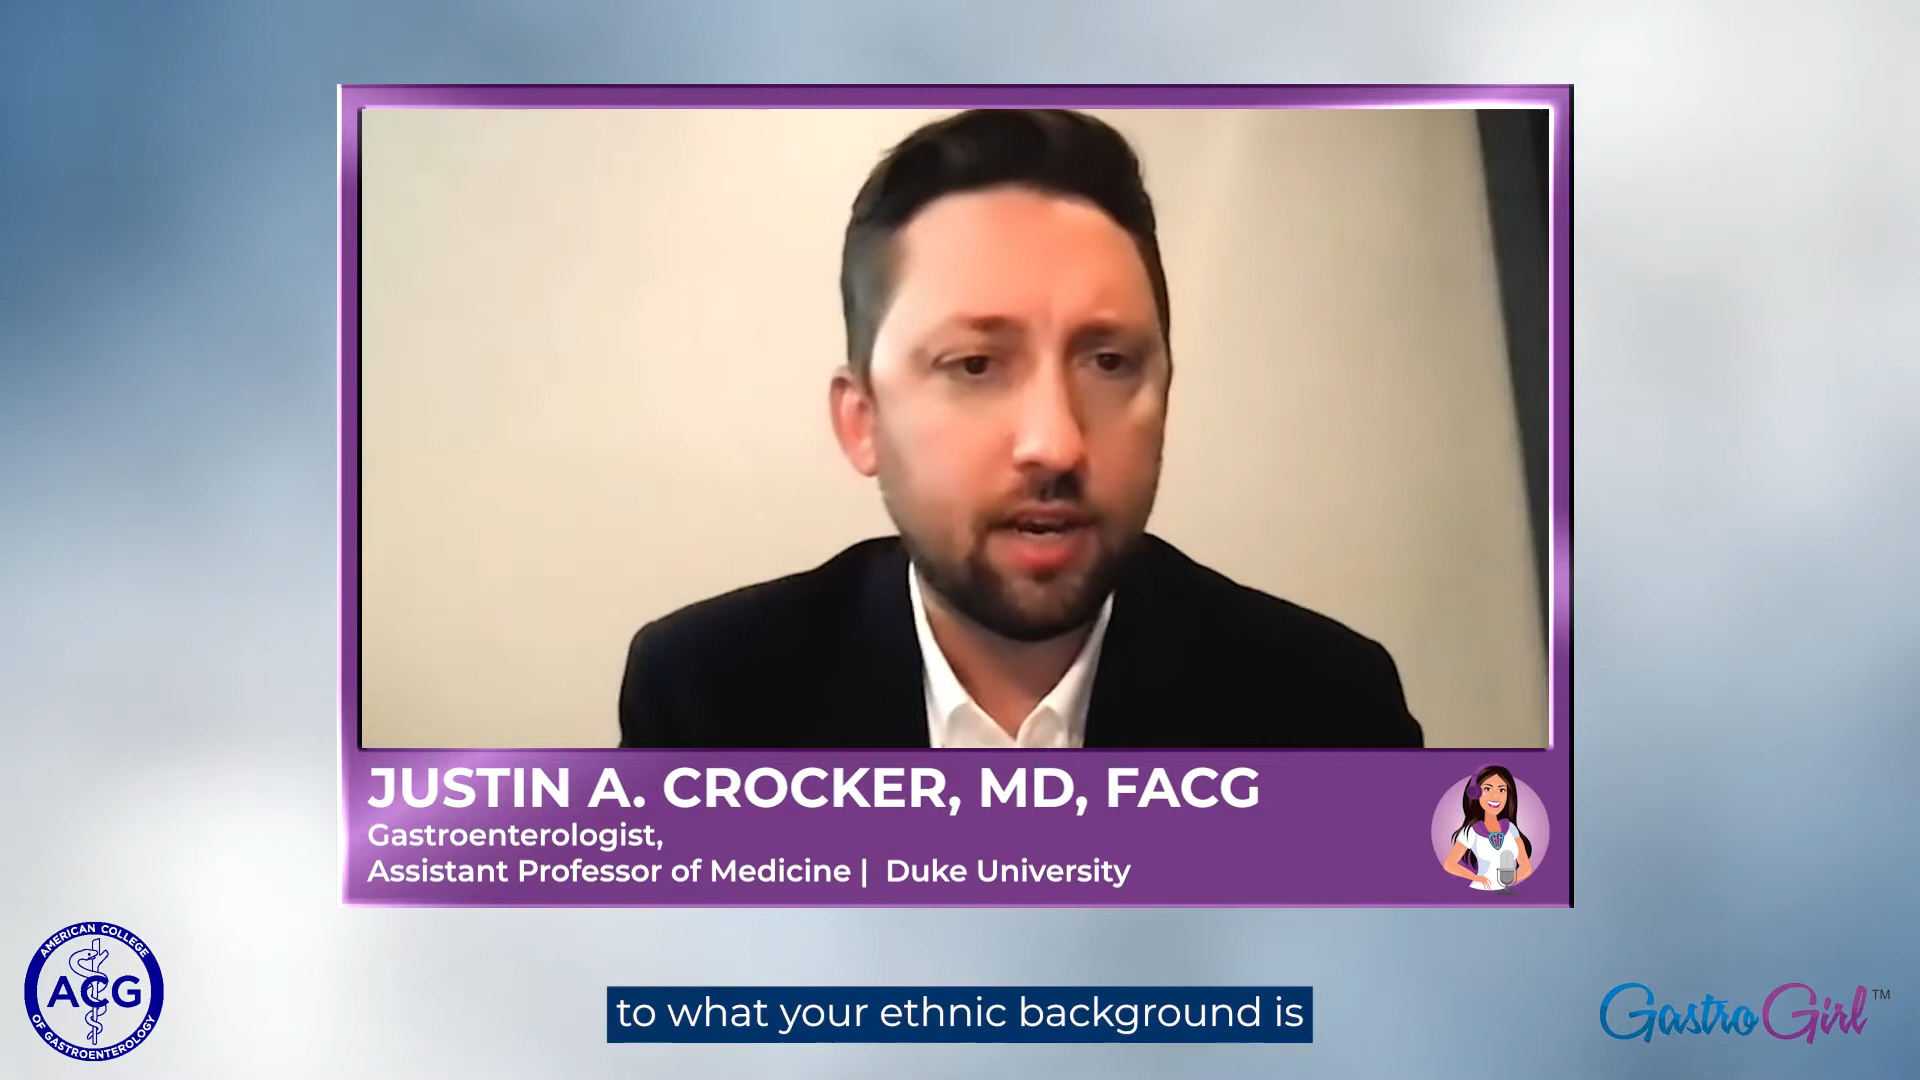 JUSTIN A. CROCKER, MD, FACG
Gastroenterologist,
Assistant Professor of Medicine | Duke University
GG
AMERICAN COLLEGE
ACG
OF GASTROENTEROLOGY
to what your ethnic background is
GastroGirl™